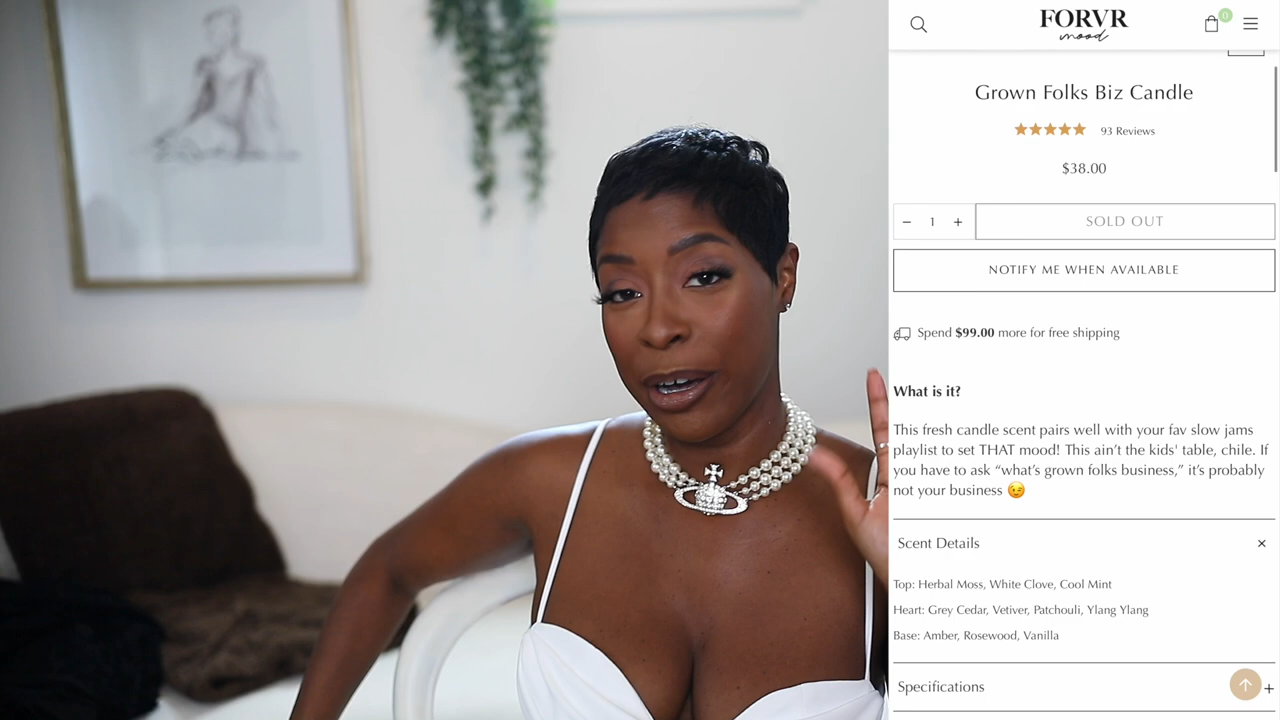 FORVR
mood
0
Grown Folks Biz Candle
93 Reviews
$38.00
− 1 +
SOLD OUT
NOTIFY ME WHEN AVAILABLE
Spend $99.00 more for free shipping
What is it?
This fresh candle scent pairs well with your fav slow jams
playlist to set THAT mood! This ain’t the kids' table, chile. If
you have to ask “what’s grown folks business,” it’s probably
not your business 😉
Scent Details
Top: Herbal Moss, White Clove, Cool Mint
Heart: Grey Cedar, Vetiver, Patchouli, Ylang Ylang
Base: Amber, Rosewood, Vanilla
Specifications